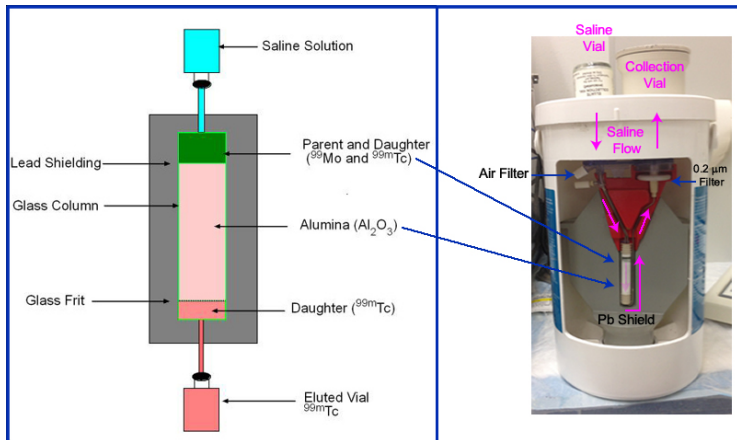 Saline Solution
Parent and Daughter
(⁹⁹Mo and ⁹⁹ᵐTc)
Lead Shielding
Glass Column
Alumina (Al₂O₃)
Glass Frit
Daughter (⁹⁹ᵐTc)
Eluted Vial
⁹⁹ᵐTc
Saline
Vial
Collection
Vial
Saline
Flow
Air Filter
0.2 µm
Filter
Pb Shield